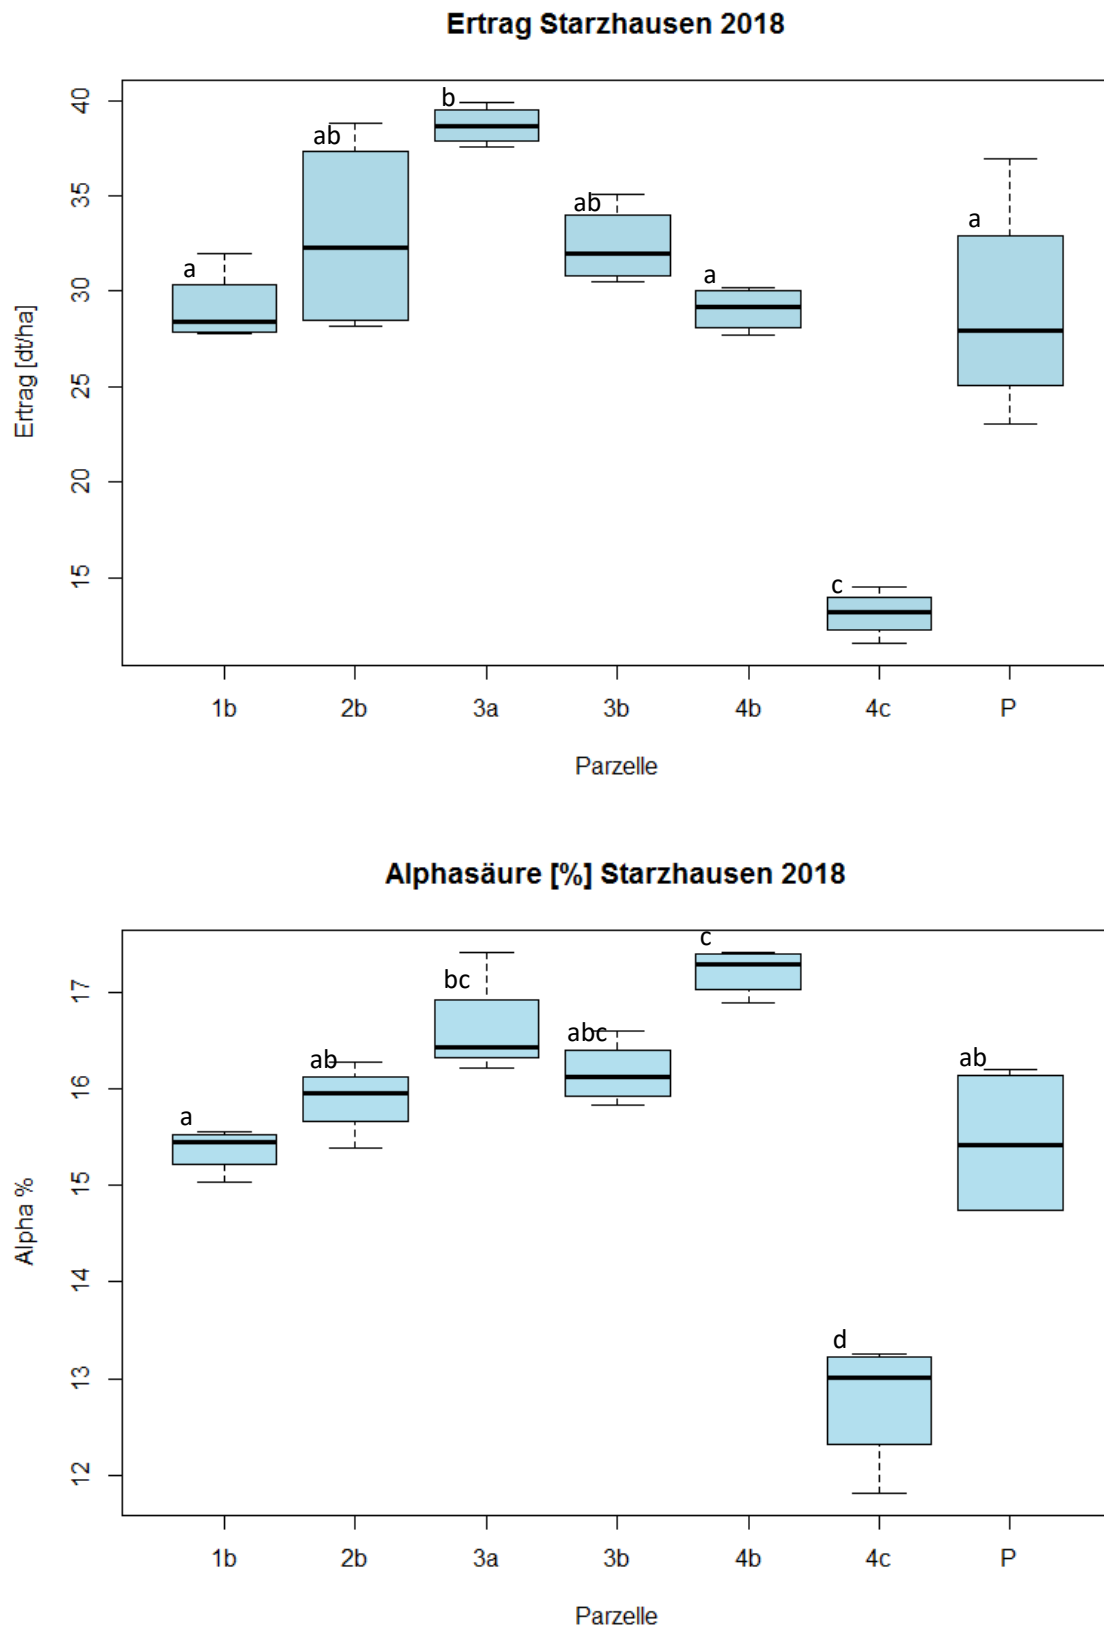 Ertrag Starzhausen 2018
Ertrag [dt/ha]
40
35
30
25
20
15
a
ab
b
ab
a
c
a
1b 2b 3a 3b 4b 4c P
Parzelle
Alphasäure [%] Starzhausen 2018
Alpha %
17
16
15
14
13
12
a
ab
bc
abc
c
d
ab
1b 2b 3a 3b 4b 4c P
Parzelle